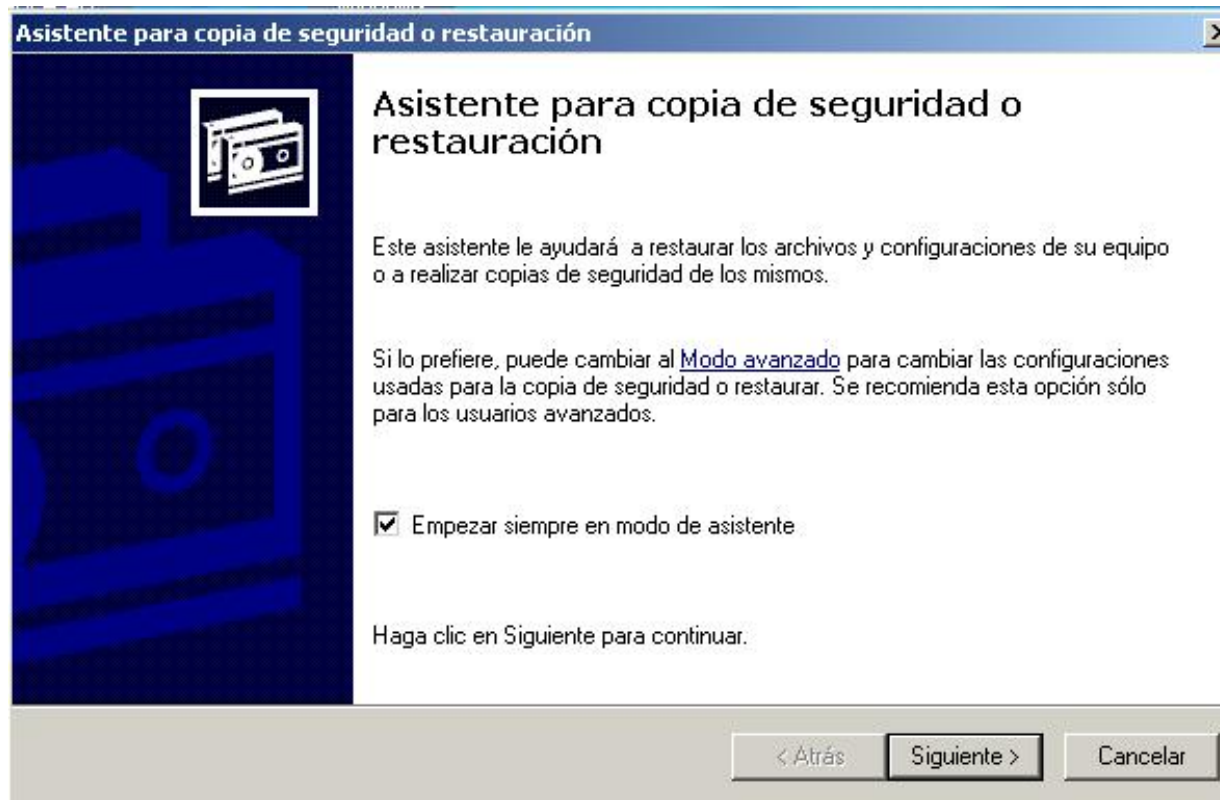 Asistente para copia de seguridad o restauración
Asistente para copia de seguridad o
restauración
Este asistente le ayudará a restaurar los archivos y configuraciones de su equipo
o a realizar copias de seguridad de los mismos.
Si lo prefiere, puede cambiar al Modo avanzado para cambiar las configuraciones
usadas para la copia de seguridad o restaurar. Se recomienda esta opción sólo
para los usuarios avanzados.
Empezar siempre en modo de asistente
Haga clic en Siguiente para continuar.
< Atrás Siguiente > Cancelar